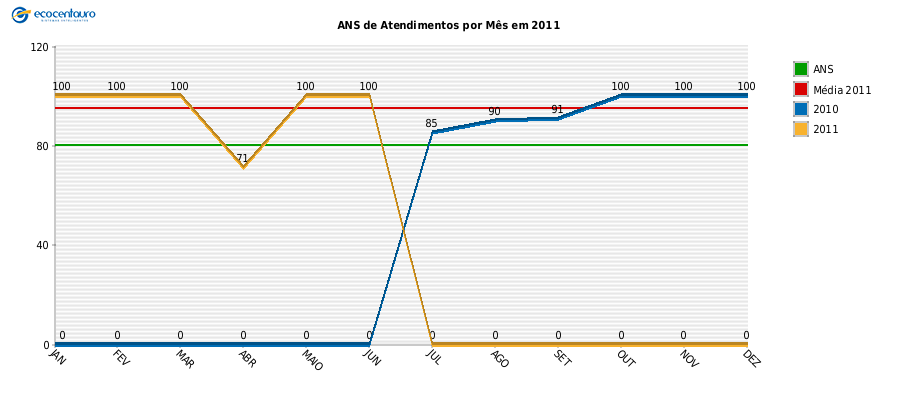 ecocentauro
ANS de Atendimentos por Mês em 2011
120
80
40
0
100 100 100 71 100 100 85 90 91 100 100 100
0 0 0 0 0 0 0 0 0 0 0 0
JAN FEV MAR ABR MAIO JUN JUL AGO SET OUT NOV DEZ
ANS
Média 2011
2010
2011